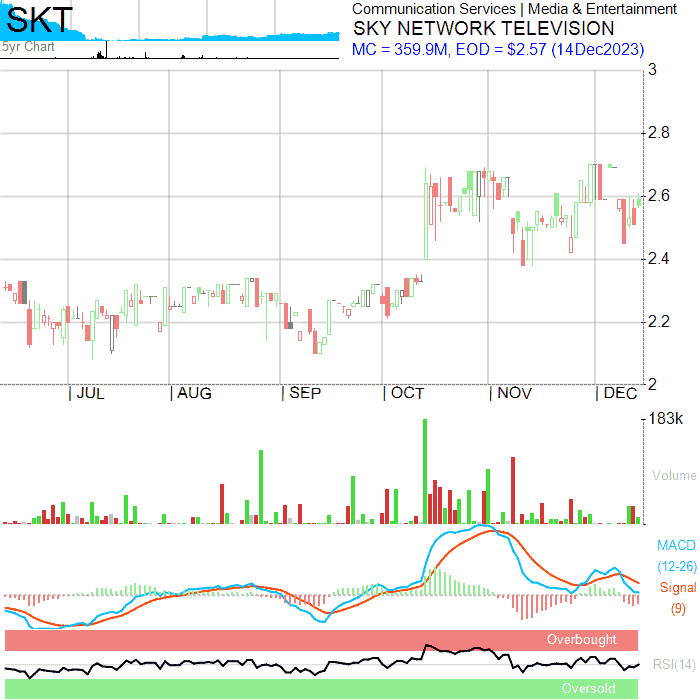 SKT
5yr Chart
Communication Services | Media & Entertainment
SKY NETWORK TELEVISION
MC = 359.9M, EOD = $2.57 (14Dec2023)
3
2.8
2.6
2.4
2.2
2
JUL
AUG
SEP
OCT
NOV
DEC
183k
Volume
MACD
(12-26)
Signal
(9)
Overbought
RSI(14)
Oversold